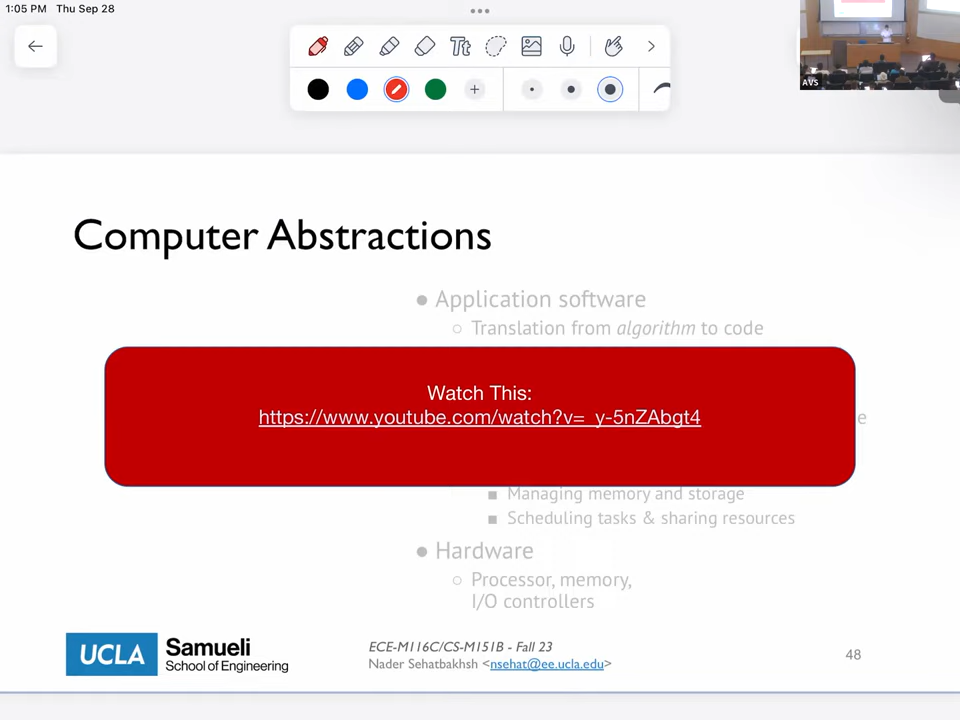 1:05 PM Thu Sep 28
Tt
AVS
Computer Abstractions
● Application software
○ Translation from algorithm to code
Watch This:
https://www.youtube.com/watch?v=_y-5nZAbgt4
e
■ Managing memory and storage
■ Scheduling tasks & sharing resources
● Hardware
○ Processor, memory,
I/O controllers
UCLA Samueli
School of Engineering
ECE-M116C/CS-M151B - Fall 23
Nader Sehatbakhsh <nsehat@ee.ucla.edu>
48